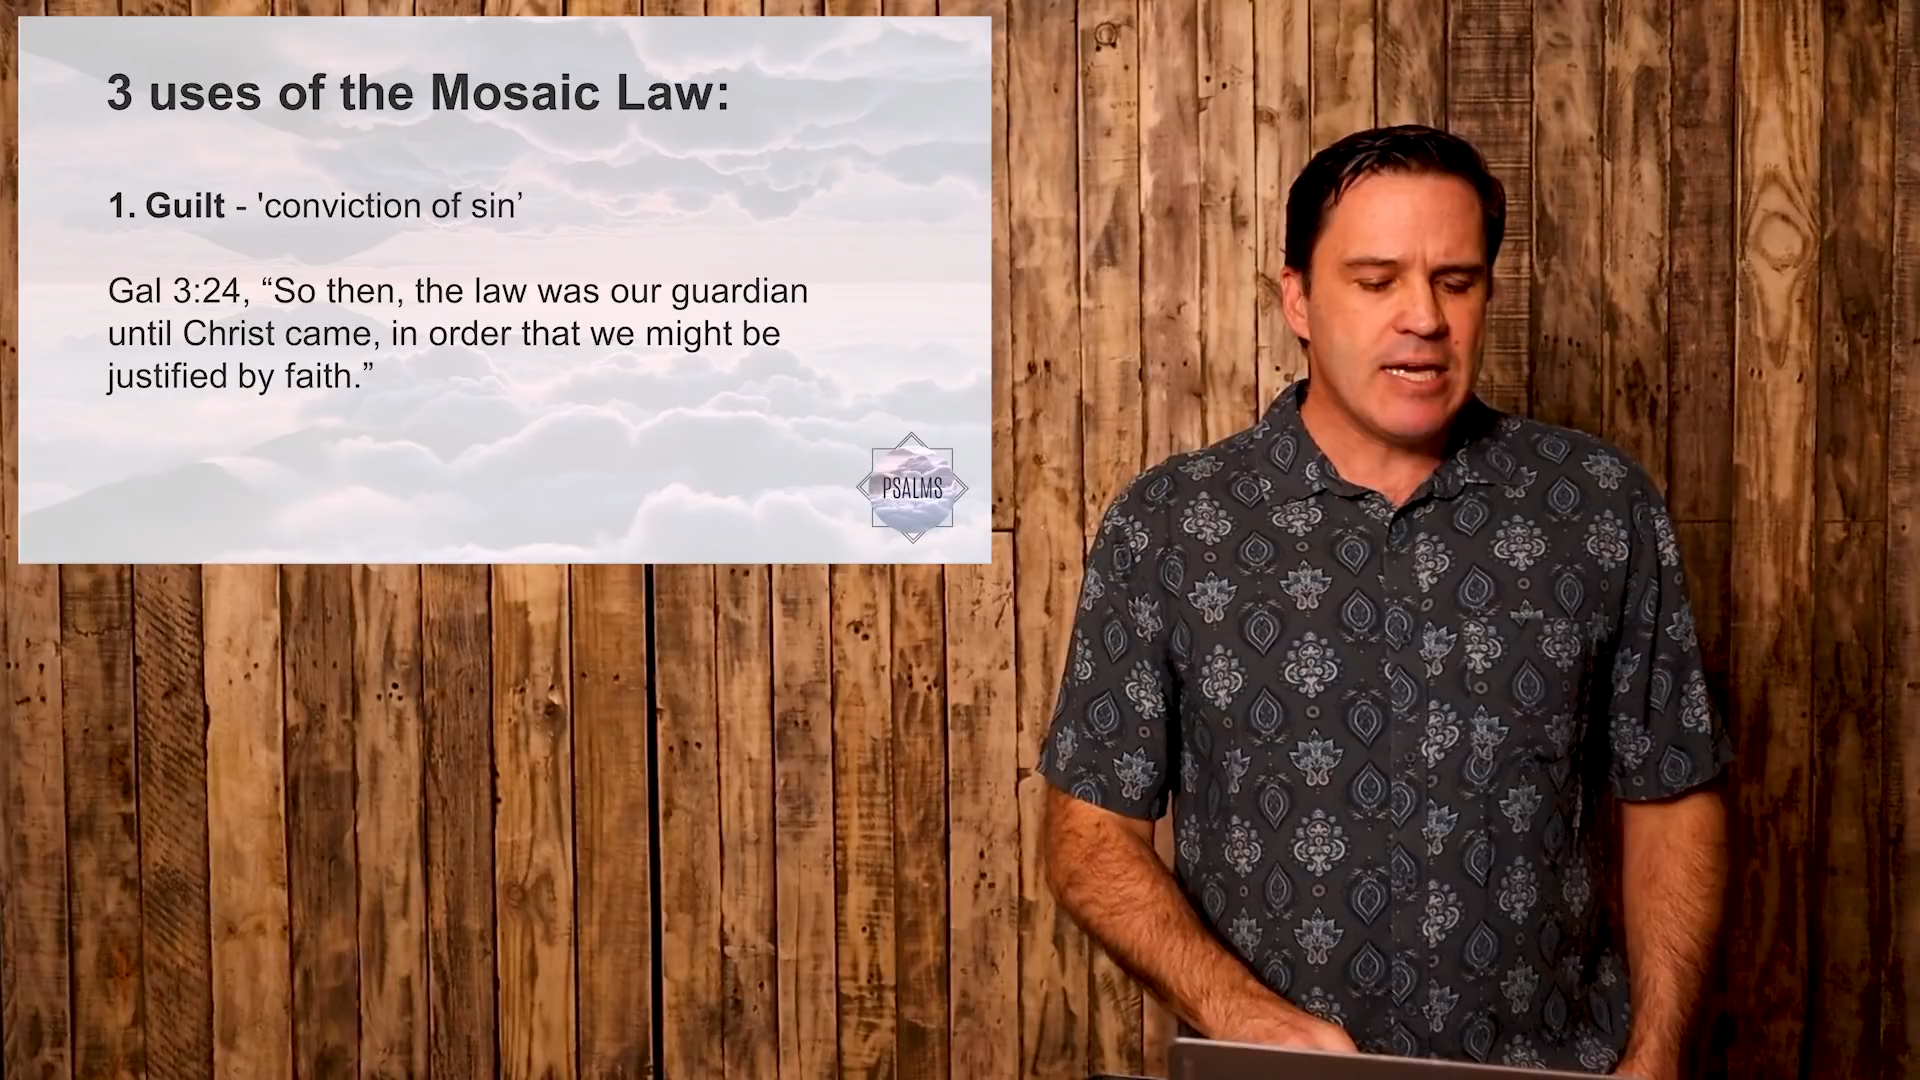 3 uses of the Mosaic Law:
1. Guilt - 'conviction of sin’
Gal 3:24, “So then, the law was our guardian
until Christ came, in order that we might be
justified by faith.”
PSALMS